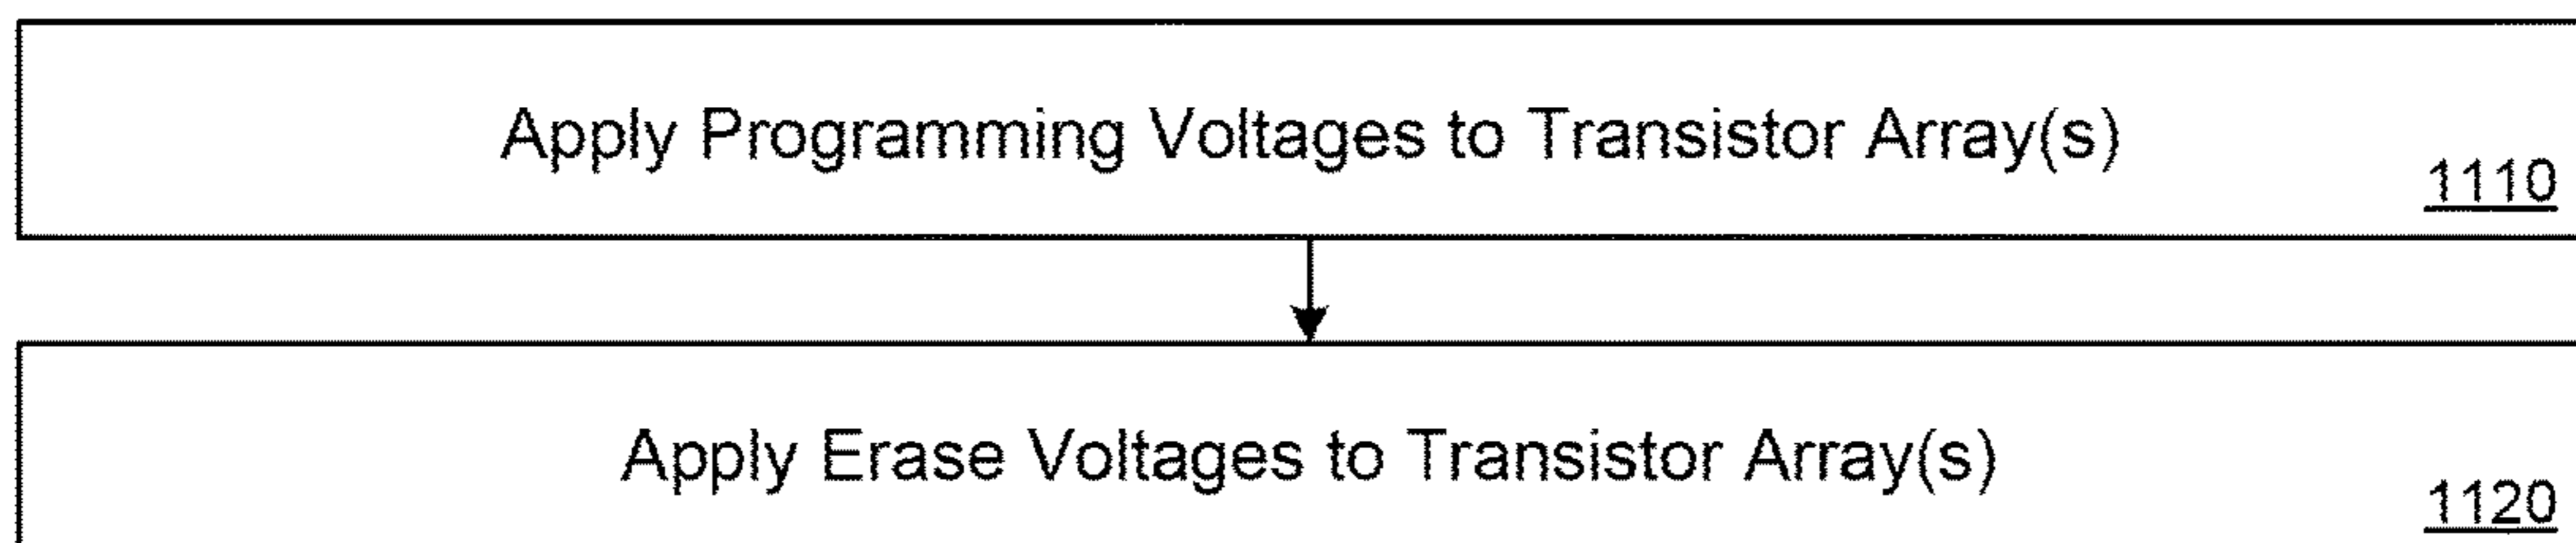 Apply Programming Voltages to Transistor Array(s)
1110
Apply Erase Voltages to Transistor Array(s)
1120